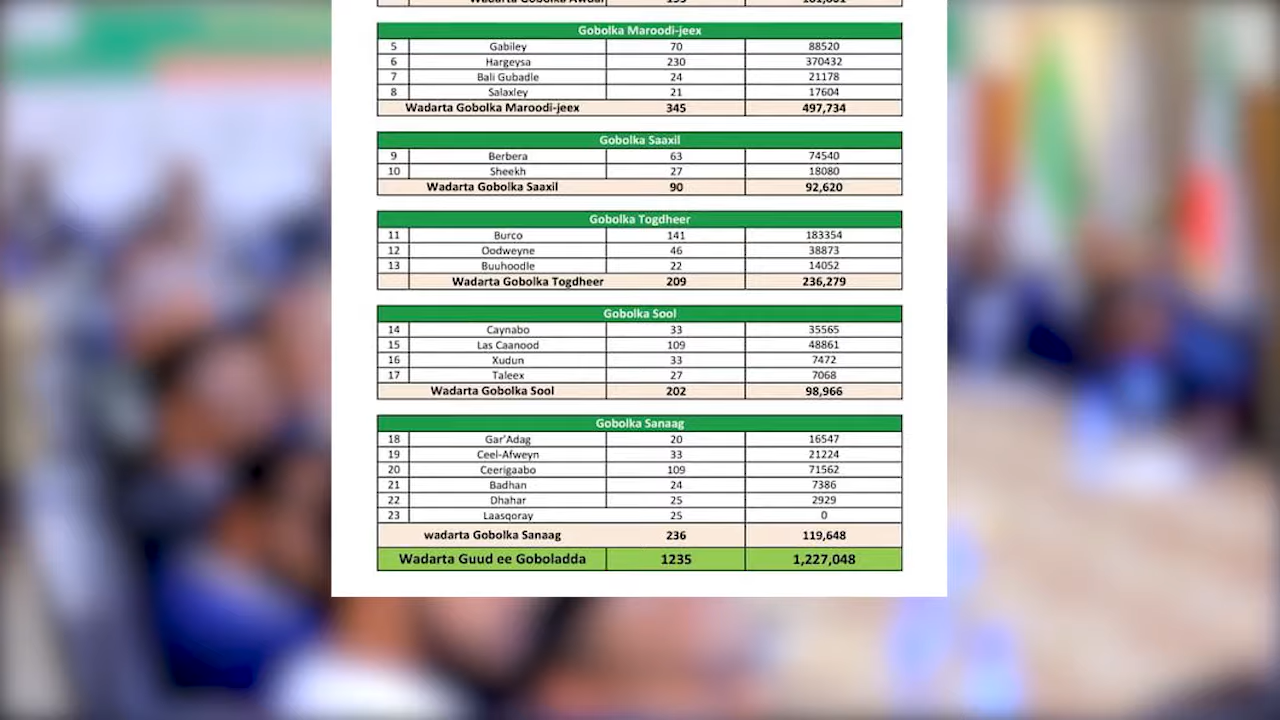 Wadarta Gobolka Awdal
Gobolka Maroodi-jeex
5 Gabiley 70 88520
6 Hargeysa 230 370432
7 Bali Gubadle 24 21178
8 Salaxley 21 17604
Wadarta Gobolka Maroodi-jeex 345 497,734
Gobolka Saaxil
9 Berbera 63 74540
10 Sheekh 27 18080
Wadarta Gobolka Saaxil 90 92,620
Gobolka Togdheer
11 Burco 141 183354
12 Oodweyne 46 38873
13 Buuhoodle 22 14052
Wadarta Gobolka Togdheer 209 236,279
Gobolka Sool
14 Caynabo 33 35565
15 Las Caanood 109 48861
16 Xudun 33 7472
17 Taleex 27 7068
Wadarta Gobolka Sool 202 98,966
Gobolka Sanaag
18 Gar'Adag 20 16547
19 Ceel-Afweyn 33 21224
20 Ceerigaabo 109 71562
21 Badhan 24 7386
22 Dhahar 25 2929
23 Laasqoray 25 0
wadarta Gobolka Sanaag 236 119,648
Wadarta Guud ee Goboladda 1235 1,227,048